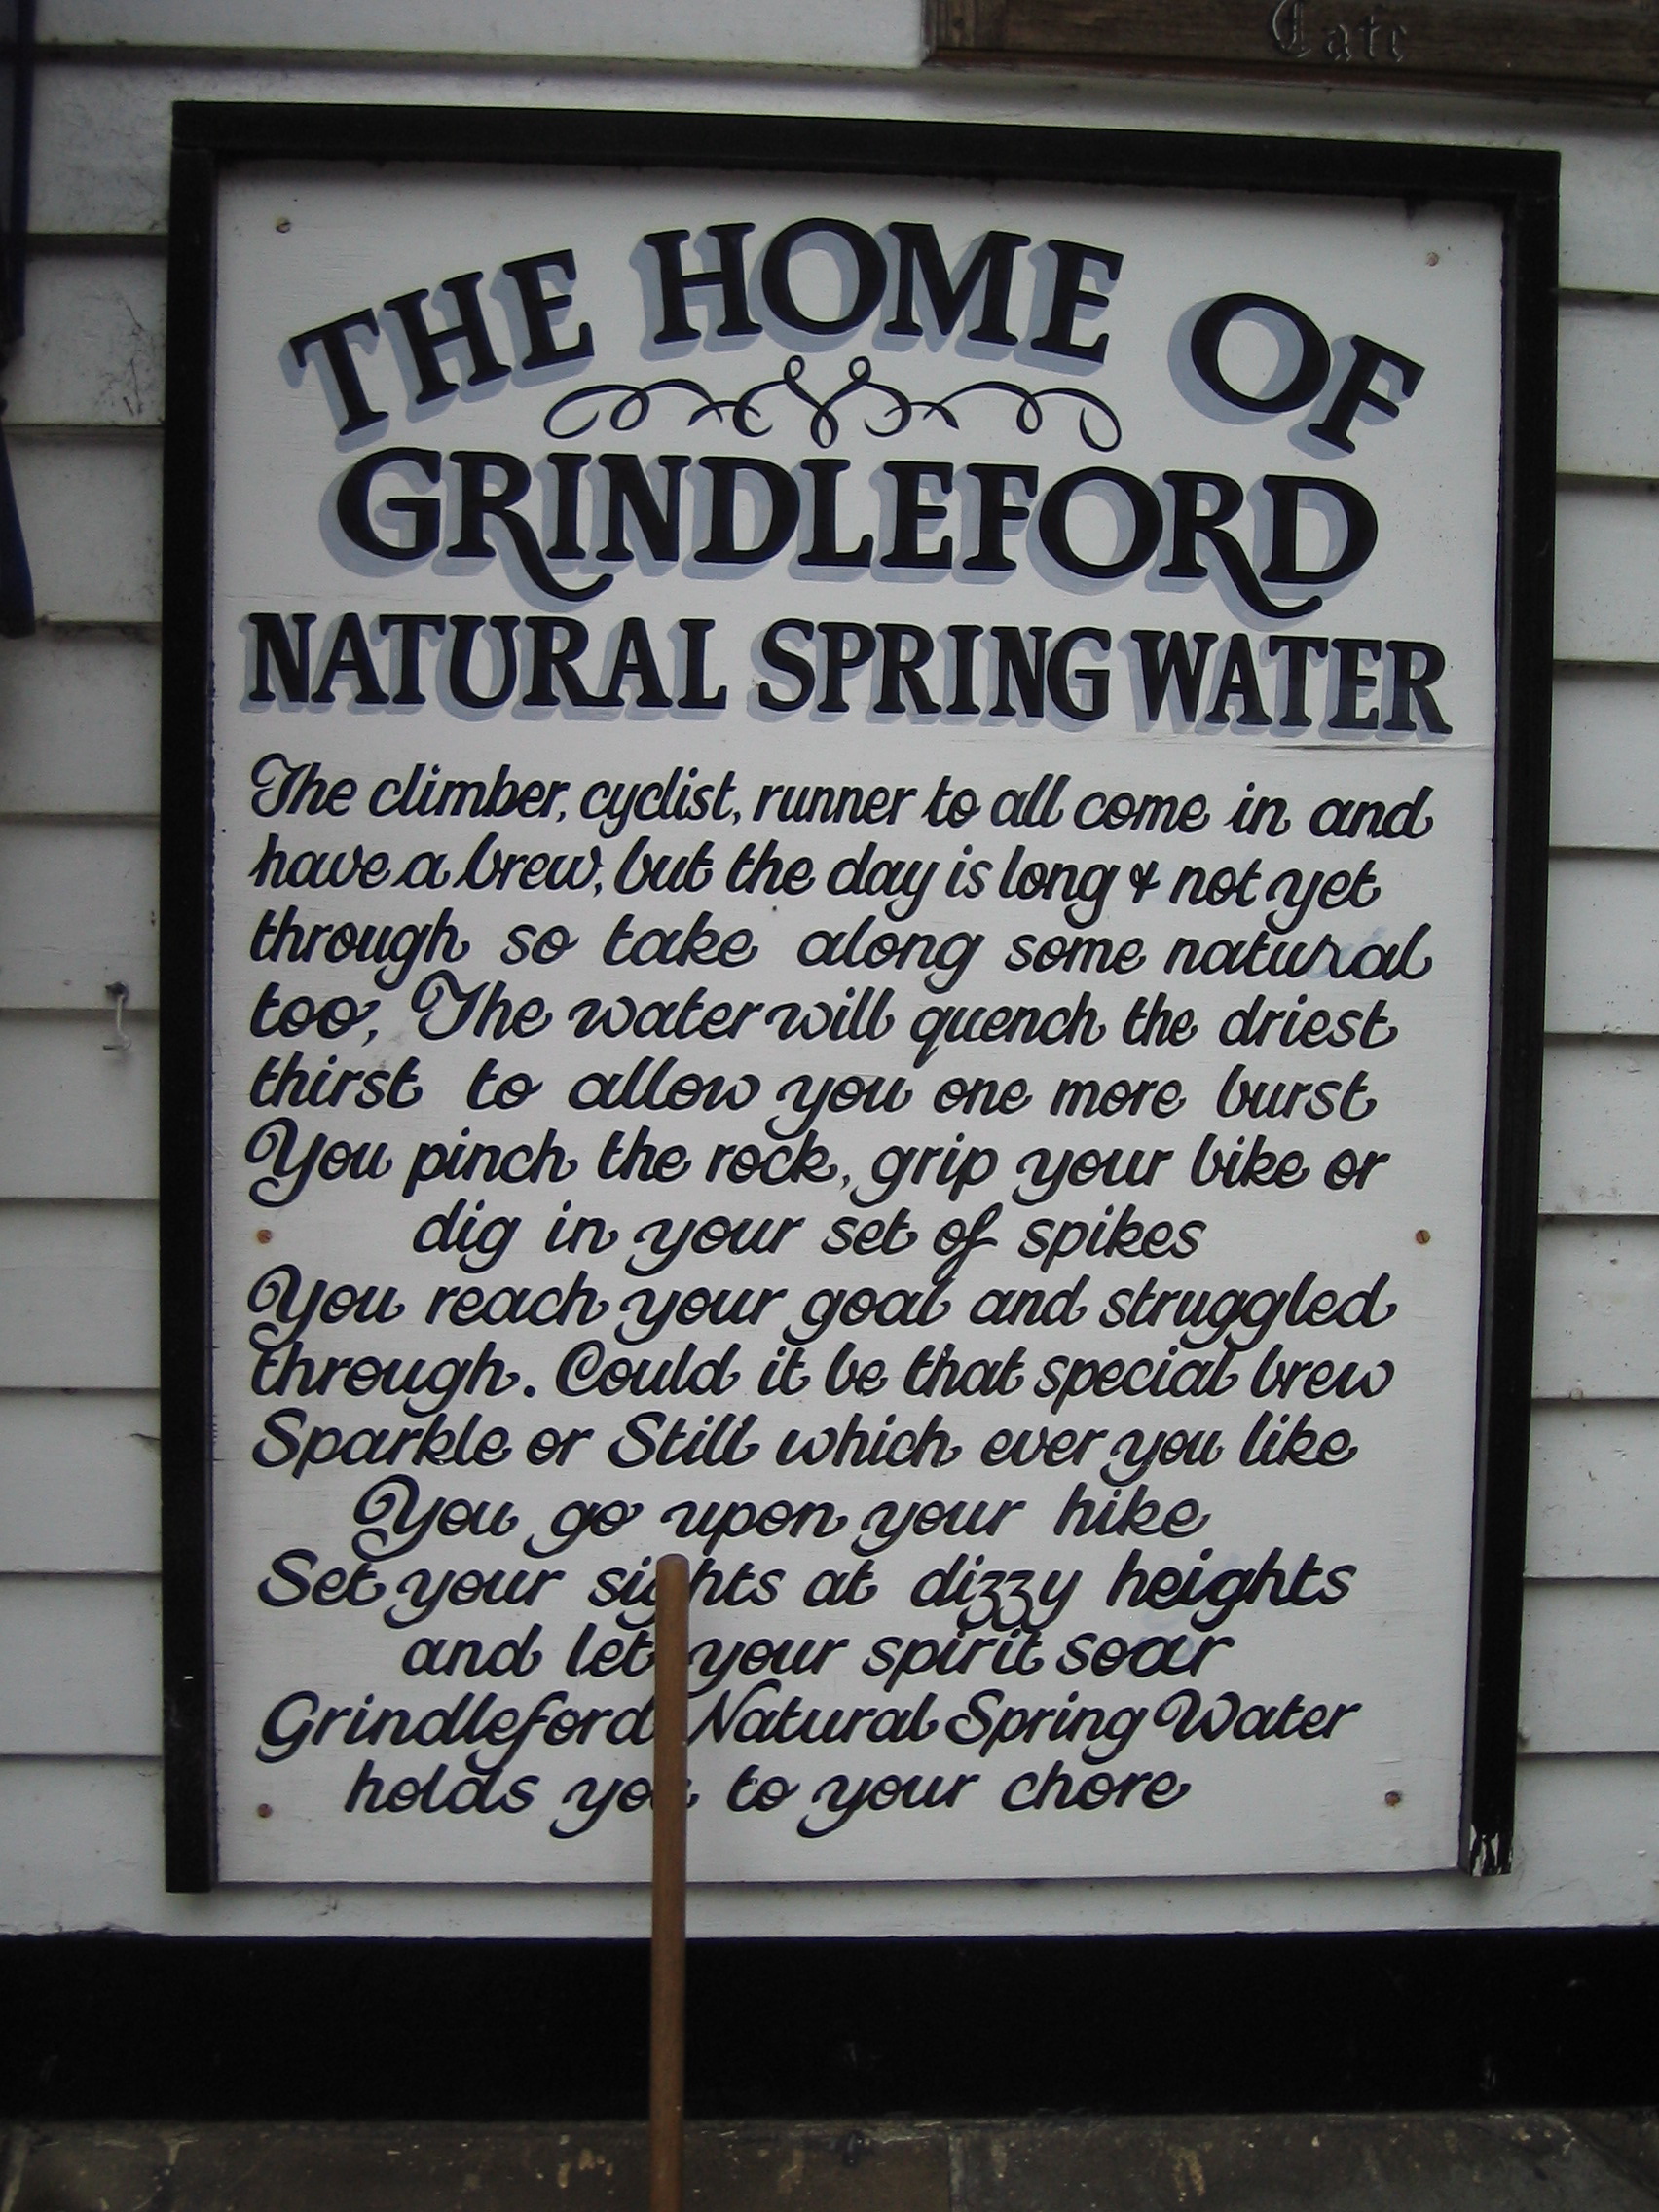 Cafe
THE HOME OF
GRINDLEFORD
NATURAL SPRING WATER
The climber, cyclist, runner to all come in and
have a brew, but the day is long & not yet
through so take along some natural
too, The water will quench the driest
thirst to allow you one more burst
You pinch the rock, grip your bike or
dig in your set of spikes
You reach your goal and struggled
through. Could it be that special brew
Sparkle or Still which ever you like
You go upon your hike
Set your sights at dizzy heights
and let your spirit soar
Grindleford Natural Spring Water
holds you to your chore